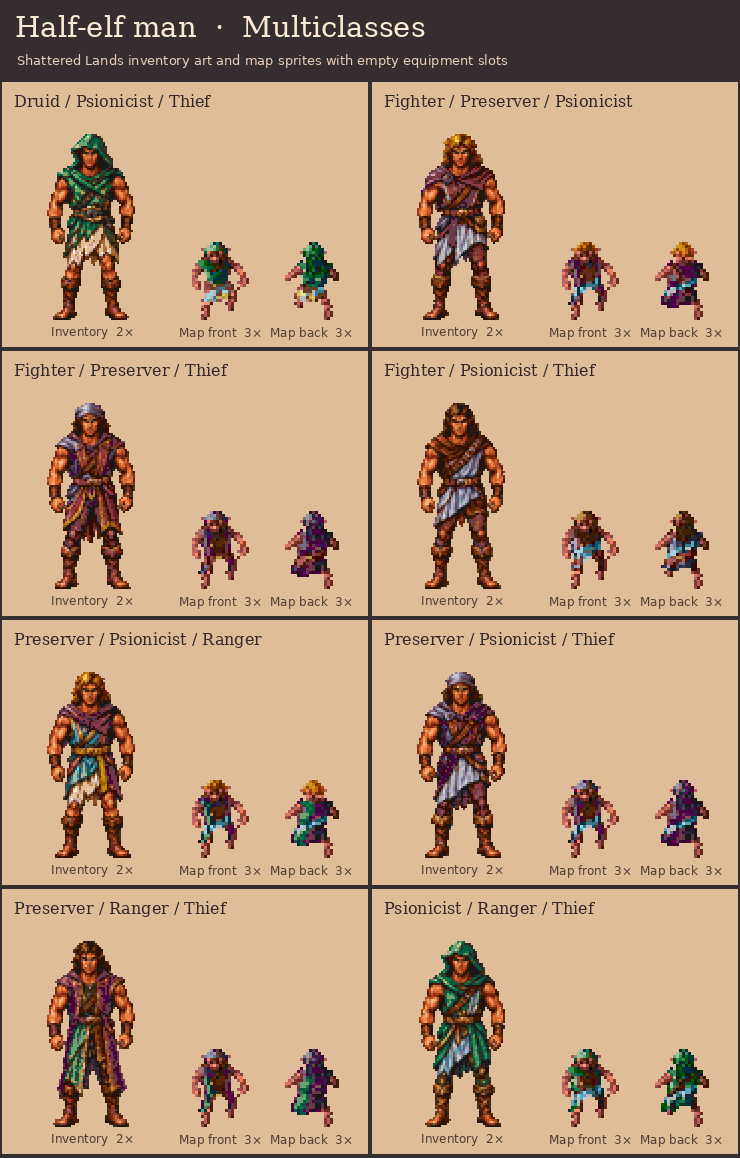 Half-elf man · Multiclasses
Shattered Lands inventory art and map sprites with empty equipment slots
Druid / Psionicist / Thief
Inventory 2×
Map front 3×
Map back 3×
Fighter / Preserver / Psionicist
Inventory 2×
Map front 3×
Map back 3×
Fighter / Preserver / Thief
Inventory 2×
Map front 3×
Map back 3×
Fighter / Psionicist / Thief
Inventory 2×
Map front 3×
Map back 3×
Preserver / Psionicist / Ranger
Inventory 2×
Map front 3×
Map back 3×
Preserver / Psionicist / Thief
Inventory 2×
Map front 3×
Map back 3×
Preserver / Ranger / Thief
Inventory 2×
Map front 3×
Map back 3×
Psionicist / Ranger / Thief
Inventory 2×
Map front 3×
Map back 3×